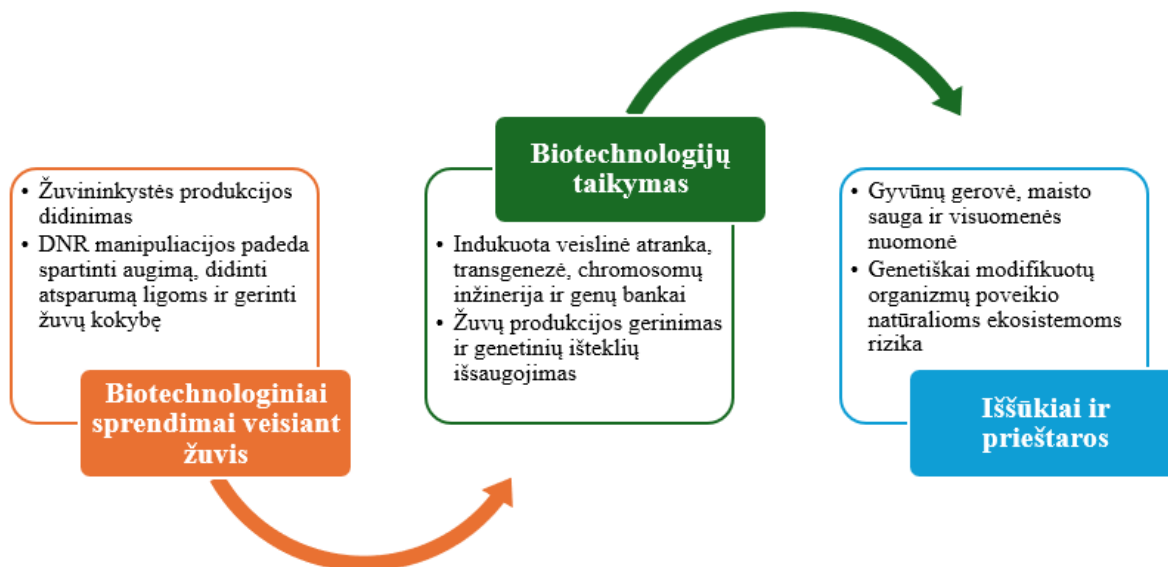 • Žuvininkystės produkcijos
didinimas
• DNR manipuliacijos padeda
spartinti augimą, didinti
atsparumą ligoms ir gerinti
žuvų kokybę
Biotechnologiniai
sprendimai veisiant
žuvis
Biotechnologijų
taikymas
• Indukuota veislinė atranka,
transgenezė, chromosomų
inžinerija ir genų bankai
• Žuvų produkcijos gerinimas
ir genetinių išteklių
išsaugojimas
• Gyvūnų gerovė, maisto
sauga ir visuomenės
nuomonė
• Genetiškai modifikuotų
organizmų poveikio
natūralioms ekosistemoms
rizika
Iššūkiai ir
prieštaros